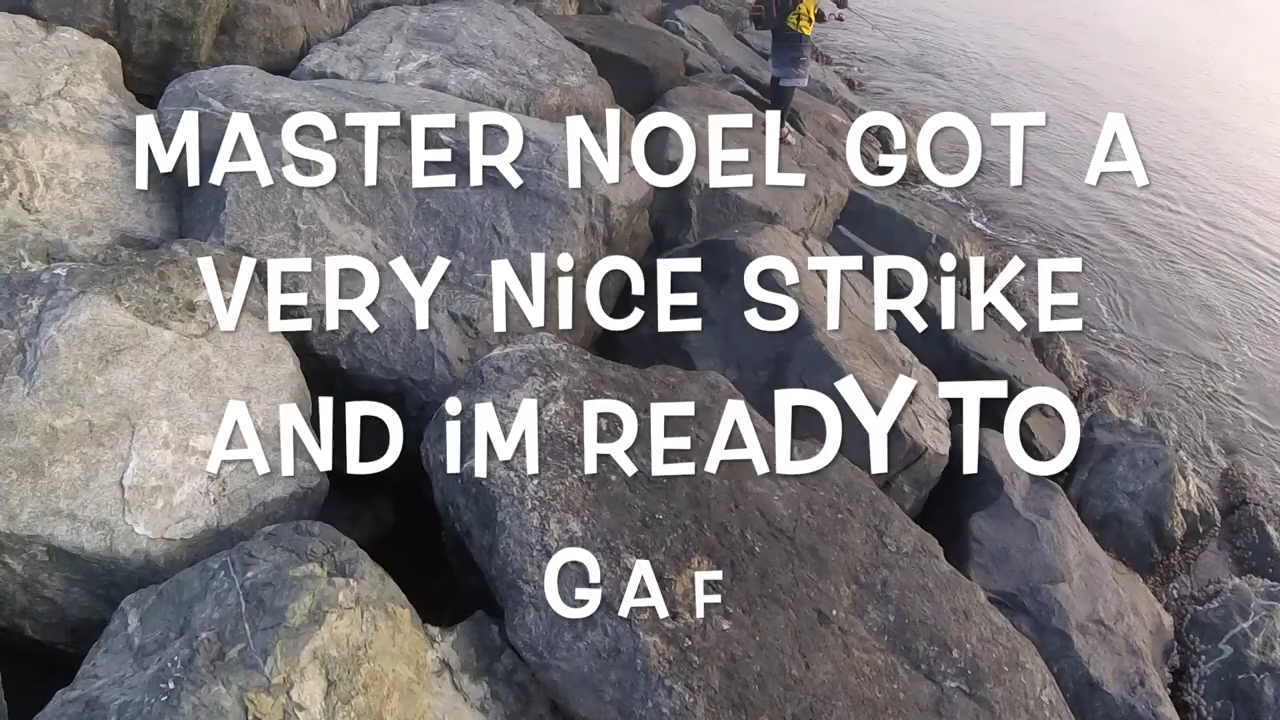 MASTER NOEL GOT A
VERY NiCE STRiKE
AND iM READY TO
GAF